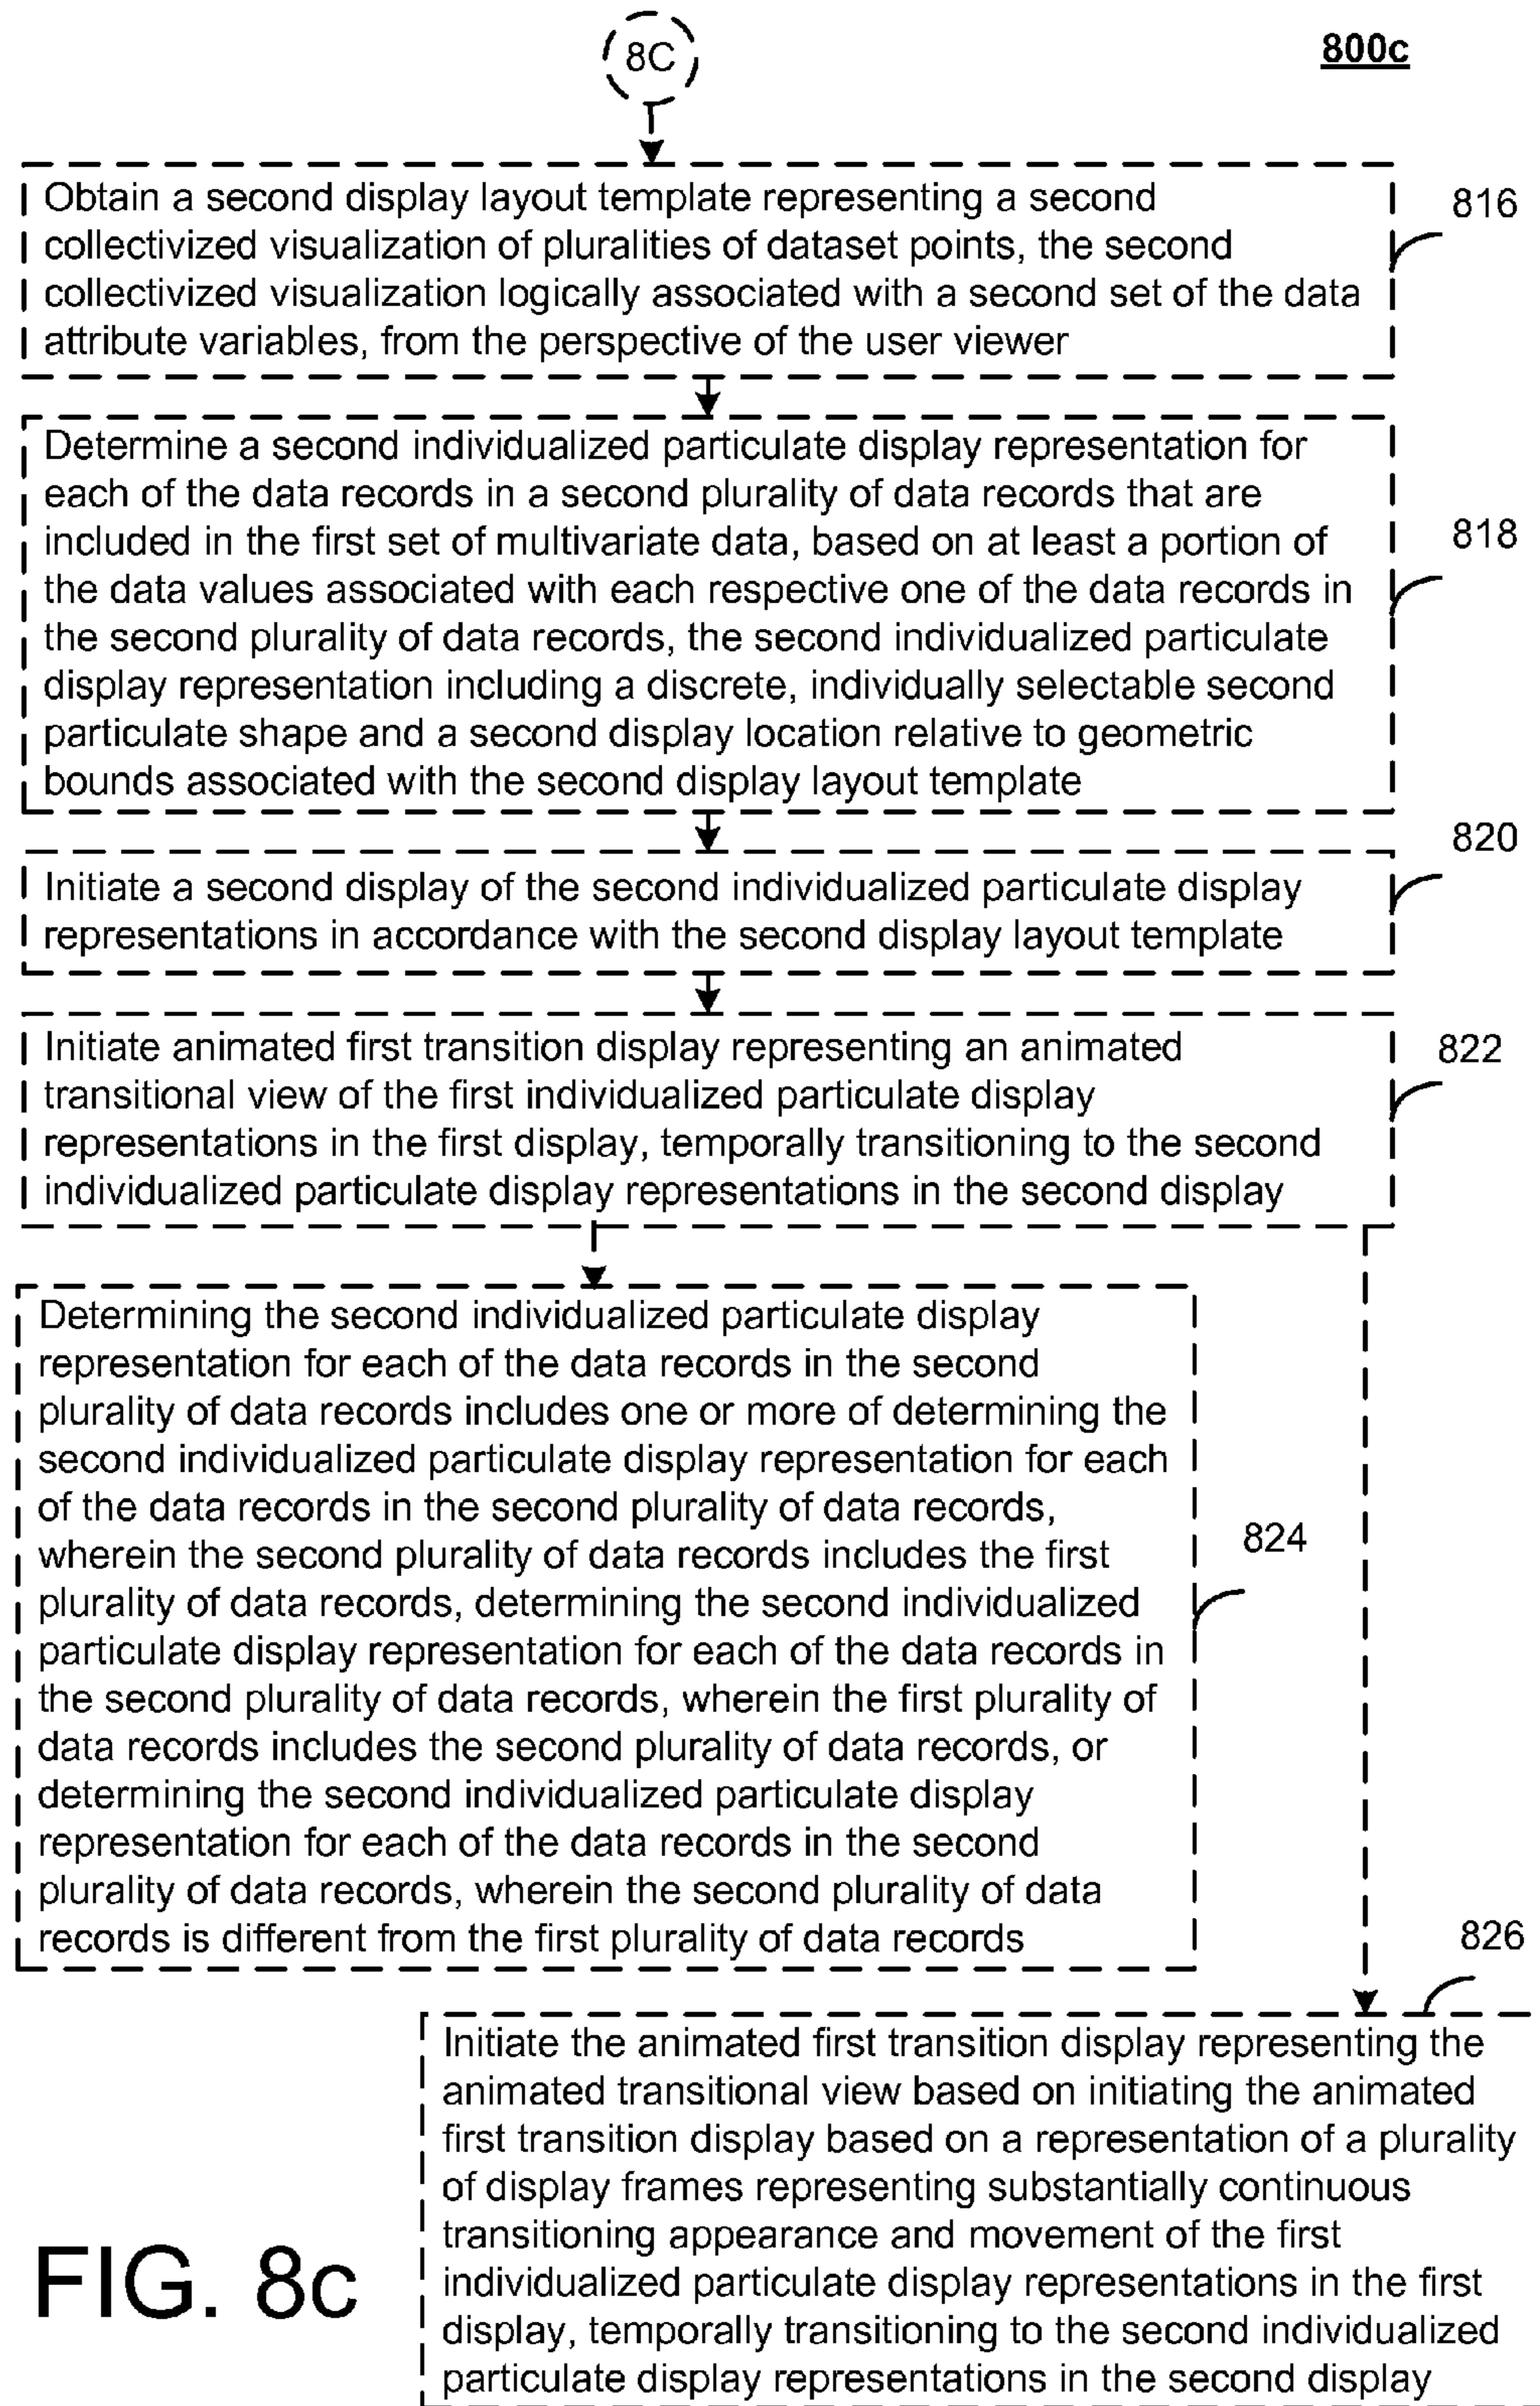 8C
800c
Obtain a second display layout template representing a second
collectivized visualization of pluralities of dataset points, the second
collectivized visualization logically associated with a second set of the data
attribute variables, from the perspective of the user viewer
816
Determine a second individualized particulate display representation for
each of the data records in a second plurality of data records that are
included in the first set of multivariate data, based on at least a portion of
the data values associated with each respective one of the data records in
the second plurality of data records, the second individualized particulate
display representation including a discrete, individually selectable second
particulate shape and a second display location relative to geometric
bounds associated with the second display layout template
818
Initiate a second display of the second individualized particulate display
representations in accordance with the second display layout template
820
Initiate animated first transition display representing an animated
transitional view of the first individualized particulate display
representations in the first display, temporally transitioning to the second
individualized particulate display representations in the second display
822
Determining the second individualized particulate display
representation for each of the data records in the second
plurality of data records includes one or more of determining the
second individualized particulate display representation for each
of the data records in the second plurality of data records,
wherein the second plurality of data records includes the first
plurality of data records, determining the second individualized
particulate display representation for each of the data records in
the second plurality of data records, wherein the first plurality of
data records includes the second plurality of data records, or
determining the second individualized particulate display
representation for each of the data records in the second
plurality of data records, wherein the second plurality of data
records is different from the first plurality of data records
824
826
Initiate the animated first transition display representing the
animated transitional view based on initiating the animated
first transition display based on a representation of a plurality
of display frames representing substantially continuous
transitioning appearance and movement of the first
individualized particulate display representations in the first
display, temporally transitioning to the second individualized
particulate display representations in the second display
FIG. 8c